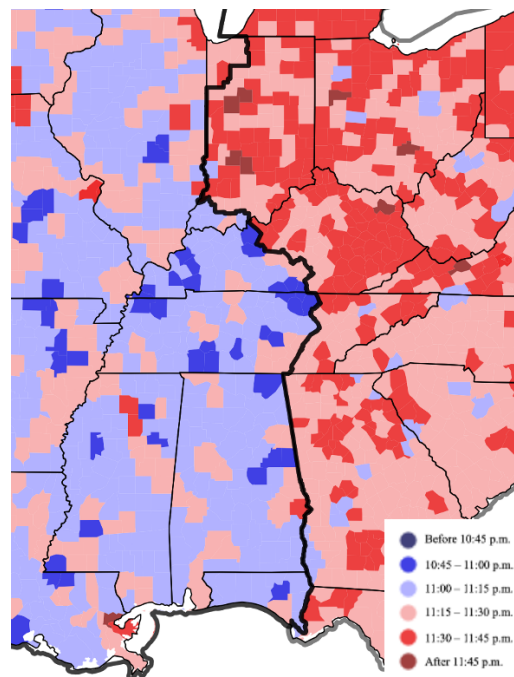 Before 10:45 p.m.
10:45 – 11:00 p.m.
11:00 – 11:15 p.m.
11:15 – 11:30 p.m.
11:30 – 11:45 p.m.
After 11:45 p.m.